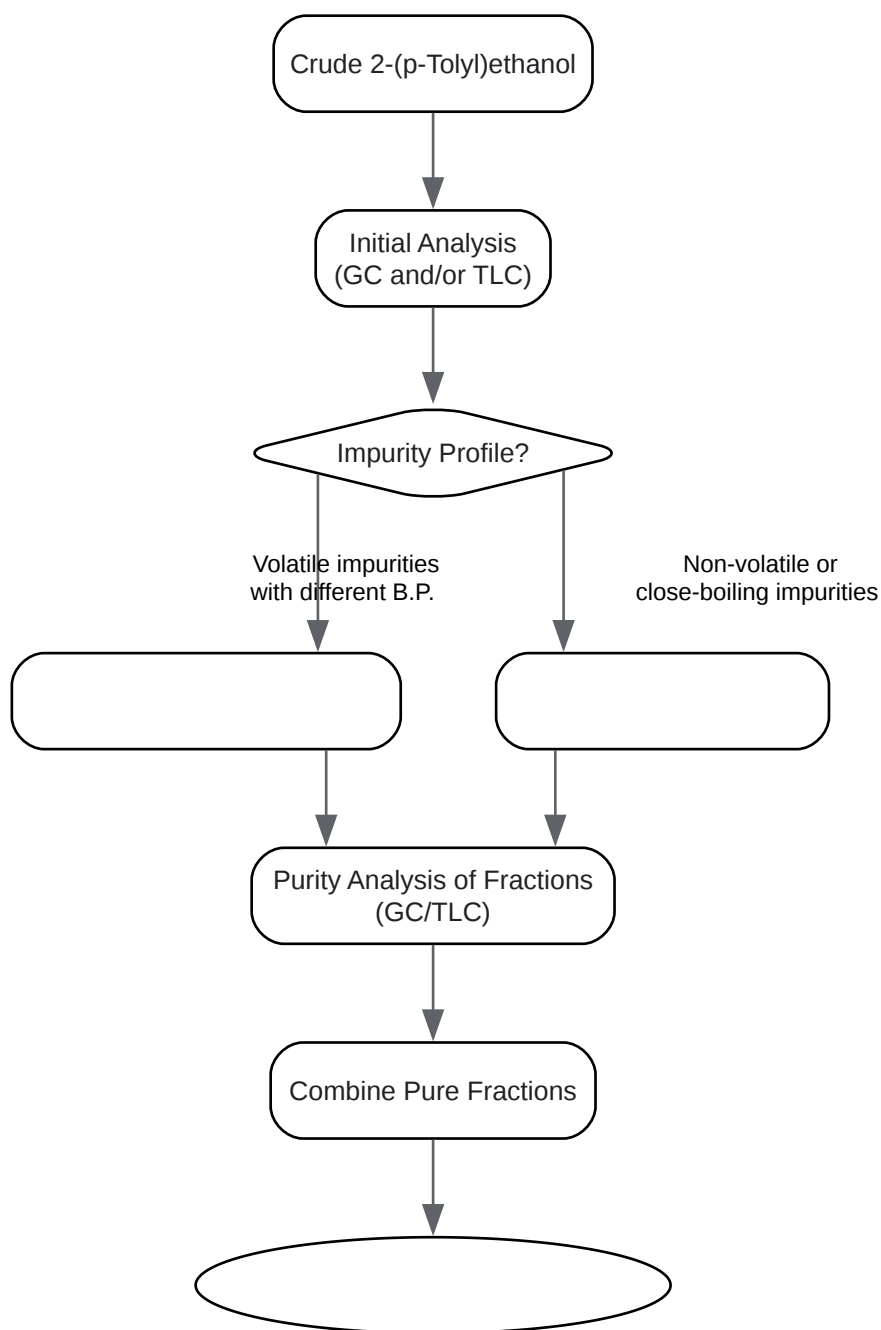 Crude 2-(p-Tolyl)ethanol
Initial Analysis
(GC and/or TLC)
Impurity Profile?
Volatile impurities
with different B.P.
Non-volatile or
close-boiling impurities
Purity Analysis of Fractions
(GC/TLC)
Combine Pure Fractions